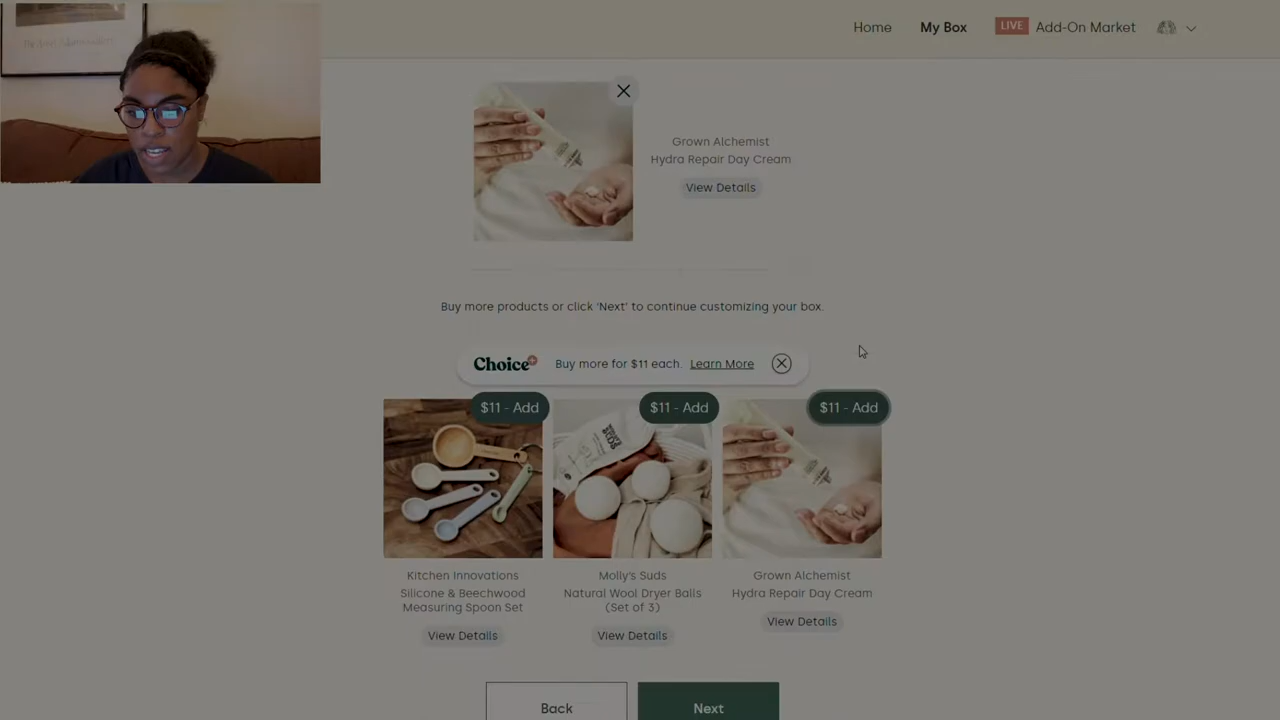 Home
My Box
LIVE
Add-On Market
Grown Alchemist
Hydra Repair Day Cream
View Details
Buy more products or click 'Next' to continue customizing your box.
Choice+
Buy more for $11 each. Learn More
$11 - Add
$11 - Add
$11 - Add
Kitchen Innovations
Silicone & Beechwood
Measuring Spoon Set
View Details
Molly's Suds
Natural Wool Dryer Balls
(Set of 3)
View Details
Grown Alchemist
Hydra Repair Day Cream
View Details
Back
Next